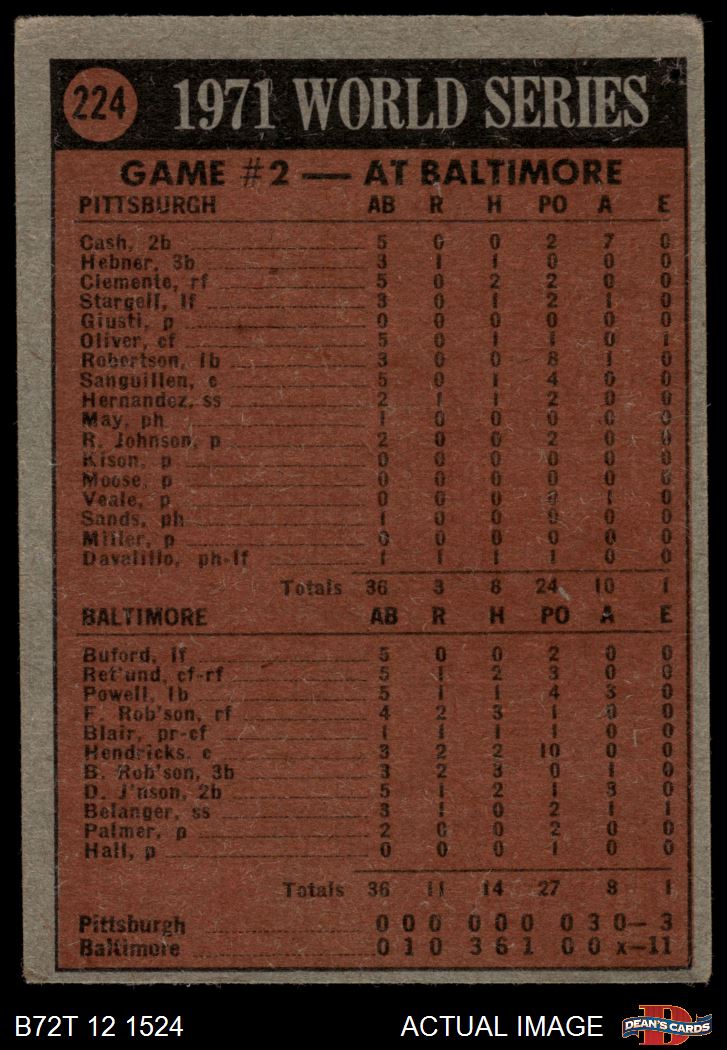 224 1971 WORLD SERIES
GAME #2 — AT BALTIMORE
PITTSBURGH AB R H PO A E
Cash, 2b 5 0 0 2 7 0
Hebner, 3b 3 1 1 0 0 0
Clemente, rf 5 0 2 2 0 0
Stargell, lf 3 0 1 2 1 0
Giusti, p 0 0 0 0 0 0
Oliver, cf 5 0 1 1 0 1
Robertson, 1b 3 0 0 8 1 0
Sanguillen, c 5 0 1 4 0 0
Hernandez, ss 2 1 1 2 0 0
May, ph 1 0 0 0 0 0
R. Johnson, p 2 0 0 2 0 0
Kison, p 0 0 0 0 0 0
Moose, p 0 0 0 0 0 0
Veale, p 0 0 0 0 1 0
Sands, ph 1 0 0 0 0 0
Miller, p 0 0 0 0 0 0
Davalillo, ph-lf 1 1 1 1 0 0
Totals 36 3 8 24 10 1
BALTIMORE AB R H PO A E
Buford, lf 5 0 0 2 0 0
Ret'und, cf-rf 5 1 2 3 0 0
Powell, 1b 5 1 1 4 3 0
F. Rob'son, rf 4 2 3 1 0 0
Blair, pr-cf 1 1 1 1 0 0
Hendricks, c 3 2 2 10 0 0
B. Rob'son, 3b 3 2 3 0 1 0
D. J'nson, 2b 5 1 2 1 3 0
Belanger, ss 3 1 0 2 1 1
Palmer, p 2 0 0 2 0 0
Hall, p 0 0 0 1 0 0
Totals 36 11 14 27 8 1
Pittsburgh 0 0 0 0 0 0 0 3 0— 3
Baltimore 0 1 0 3 6 1 0 0 x—11
B72T 12 1524 ACTUAL IMAGE DEAN'S CARDS